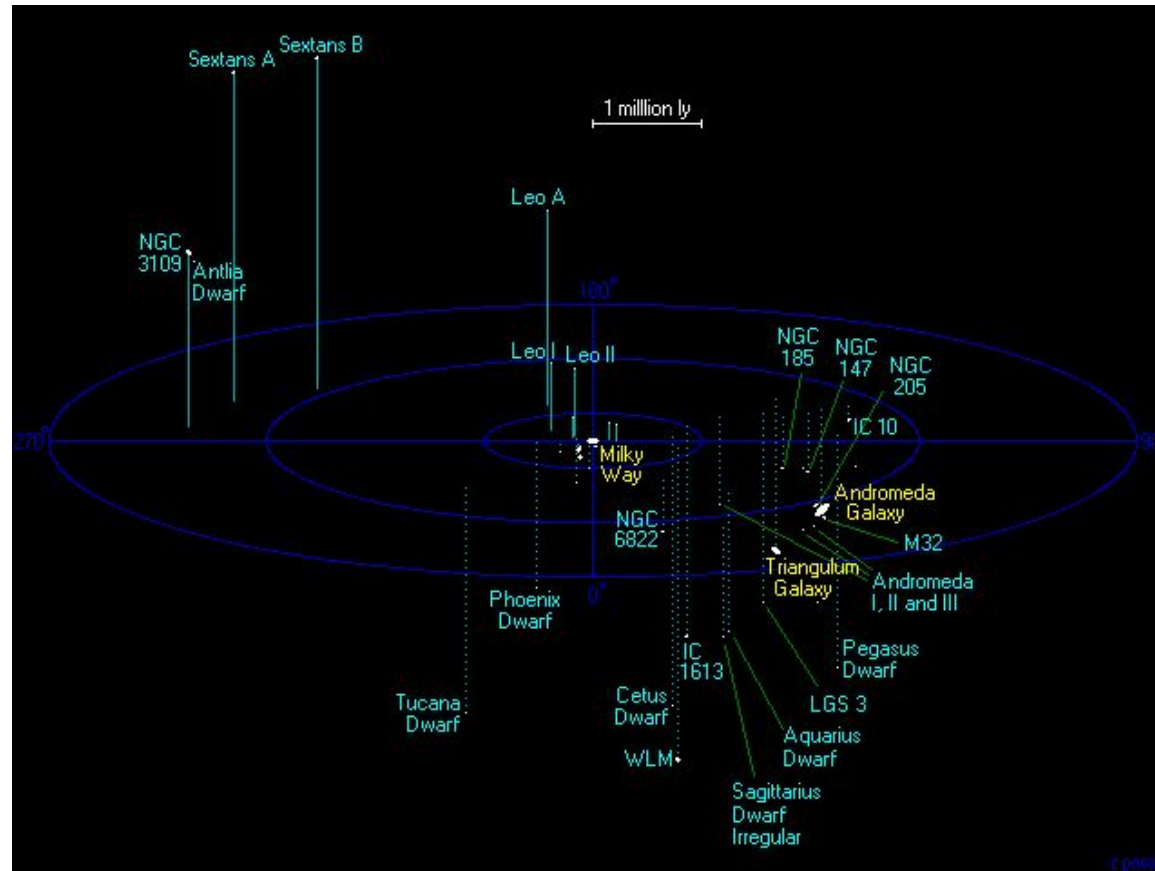 Sextans B
Sextans A
1 milllion ly
Leo A
NGC
3109
Antlia
Dwarf
180°
NGC
185
NGC
147
NGC
205
Leo I
Leo II
IC 10
270°
Milky
Way
Andromeda
Galaxy
NGC
6822
M32
Triangulum
Galaxy
Andromeda
I, II and III
0°
Phoenix
Dwarf
IC
1613
Pegasus
Dwarf
Tucana
Dwarf
Cetus
Dwarf
LGS 3
Aquarius
Dwarf
WLM
Sagittarius
Dwarf
Irregular